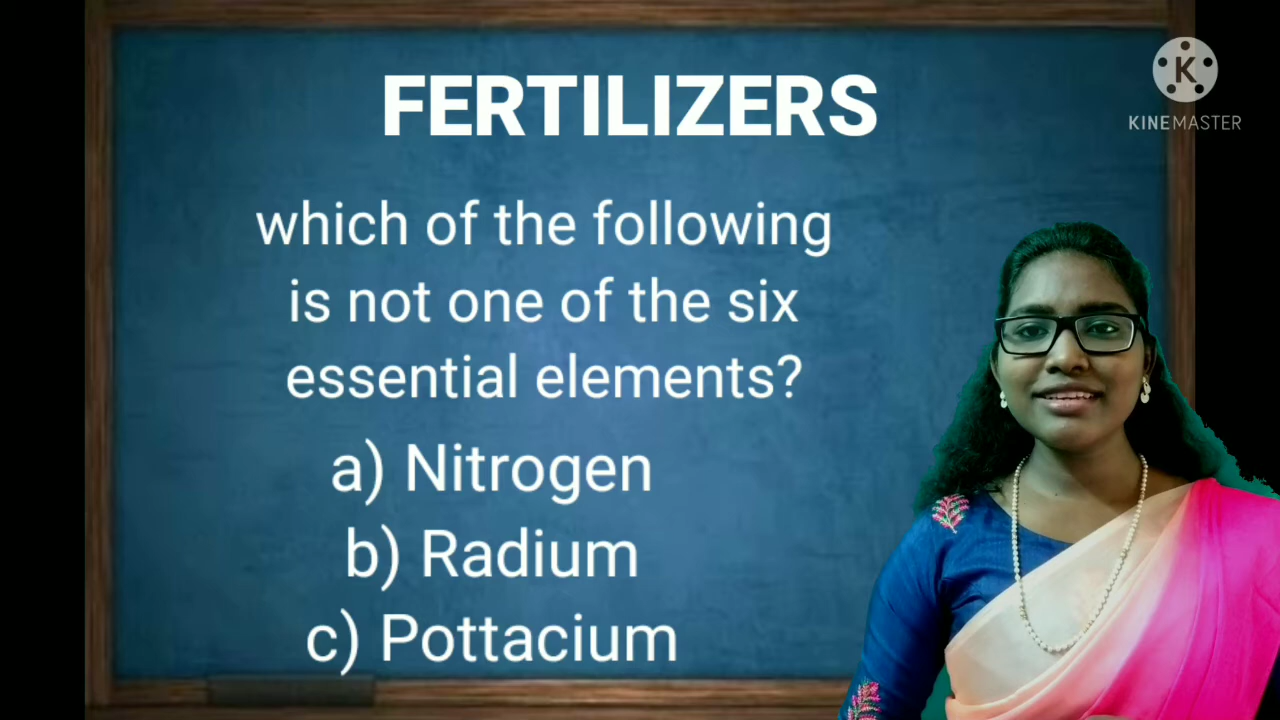 FERTILIZERS
K
KINEMASTER
which of the following
is not one of the six
essential elements?
a) Nitrogen
b) Radium
c) Pottacium